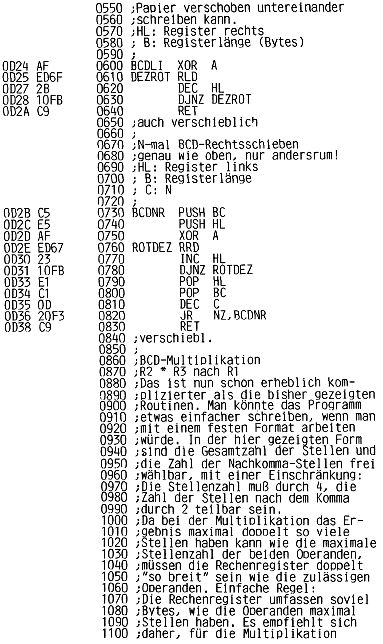 0550 ;Papier verschoben untereinander
0560 ;schreiben kann.
0570 ;HL: Register rechts
0580 ; B: Registerlänge (Bytes)
0590 ;
0D24 AF 0600 BCDLI XOR A
0D25 ED6F 0610 DEZROT RLD
0D27 2B 0620 DEC HL
0D28 10FB 0630 DJNZ DEZROT
0D2A C9 0640 RET
0650 ;auch verschieblich
0660 ;
0670 ;N-mal BCD-Rechtsschieben
0680 ;genau wie oben, nur andersrum!
0690 ;HL: Register links
0700 ; B: Registerlänge
0710 ; C: N
0720 ;
0D2B C5 0730 BCDNR PUSH BC
0D2C E5 0740 PUSH HL
0D2D AF 0750 XOR A
0D2E ED67 0760 ROTDEZ RRD
0D30 23 0770 INC HL
0D31 10FB 0780 DJNZ ROTDEZ
0D33 E1 0790 POP HL
0D34 C1 0800 POP BC
0D35 0D 0810 DEC C
0D36 20F3 0820 JR NZ,BCDNR
0D38 C9 0830 RET
0840 ;verschiebl.
0850 ;
0860 ;BCD-Multiplikation
0870 ;R2 * R3 nach R1
0880 ;Das ist nun schon erheblich kom-
0890 ;plizierter als die bisher gezeigten
0900 ;Routinen. Man könnte das Programm
0910 ;etwas einfacher schreiben, wenn man
0920 ;mit einem festen Format arbeiten
0930 ;würde. In der hier gezeigten Form
0940 ;sind die Gesamtzahl der Stellen und
0950 ;die Zahl der Nachkomma-Stellen frei
0960 ;wählbar, mit einer Einschränkung:
0970 ;Die Stellenzahl muß durch 4, die
0980 ;Zahl der Stellen nach dem Komma
0990 ;durch 2 teilbar sein.
1000 ;Da bei der Multiplikation das Er-
1010 ;gebnis maximal doppelt so viele
1020 ;Stellen haben kann wie die maximale
1030 ;Stellenzahl der beiden Operanden,
1040 ;müssen die Rechenregister doppelt
1050 ;"so breit" sein wie die zulässigen
1060 ;Operanden. Einfache Regel:
1070 ;Die Rechenregister umfassen soviel
1080 ;Bytes, wie die Operanden maximal
1090 ;Stellen haben. Es empfiehlt sich
1100 ;daher, für die Multiplikation